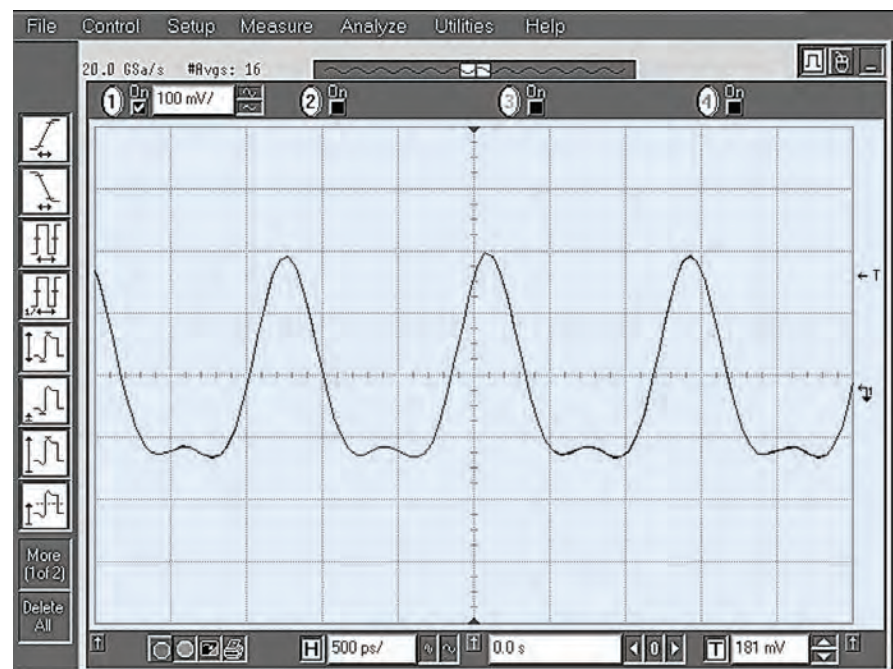 File Control Setup Measure Analyze Utilities Help
20.0 GSa/s #Avgs: 16
1 On 100 mV/ 2 On 3 On 4 On
T
More
(1of 2)
Delete
All
H 500 ps/ 0.0 s 0 T 181 mV